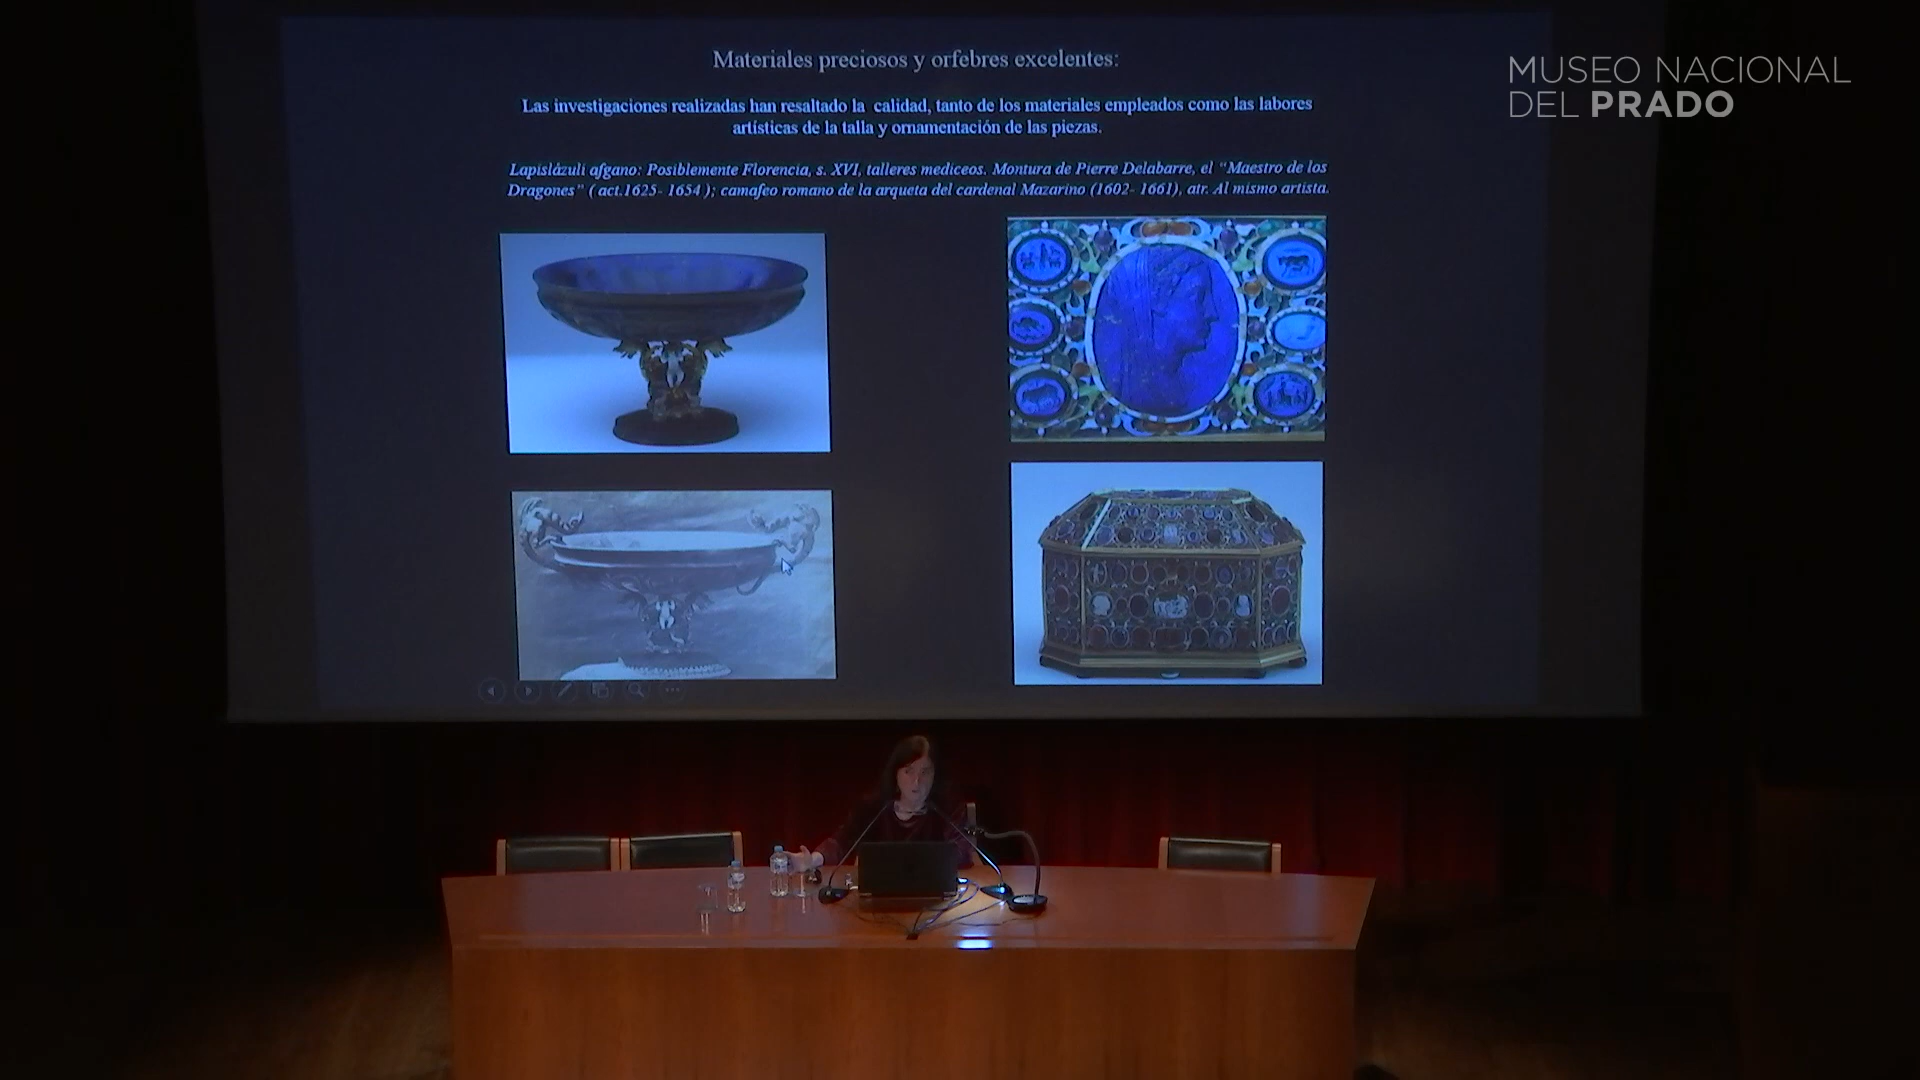 Materiales preciosos y orfebres excelentes:
MUSEO NACIONAL
DEL PRADO
Las investigaciones realizadas han resaltado la calidad, tanto de los materiales empleados como las labores
artísticas de la talla y ornamentación de las piezas.
Lapislázuli afgano: Posiblemente Florencia, s. XVI, talleres mediceos. Montura de Pierre Delabarre, el "Maestro de los
Dragones" ( act.1625- 1654 ); camafeo romano de la arqueta del cardenal Mazarino (1602- 1661), atr. Al mismo artista.